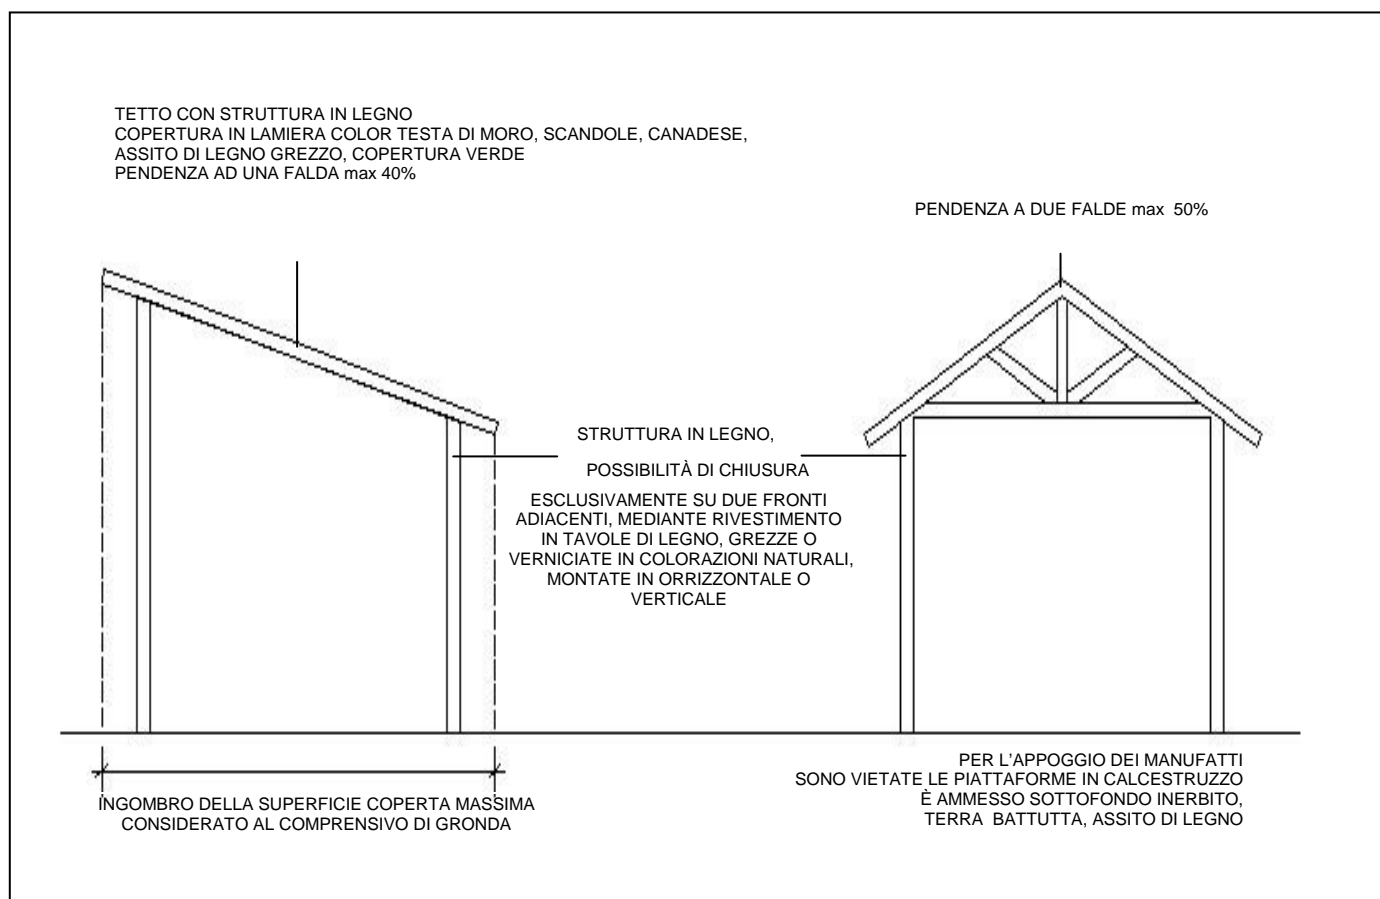 TETTO CON STRUTTURA IN LEGNO
COPERTURA IN LAMIERA COLOR TESTA DI MORO, SCANDOLE, CANADESE,
ASSITO DI LEGNO GREZZO, COPERTURA VERDE
PENDENZA AD UNA FALDA max 40%
PENDENZA A DUE FALDE max 50%
STRUTTURA IN LEGNO,
POSSIBILITÀ DI CHIUSURA
ESCLUSIVAMENTE SU DUE FRONTI
ADIACENTI, MEDIANTE RIVESTIMENTO
IN TAVOLE DI LEGNO, GREZZE O
VERNICIATE IN COLORAZIONI NATURALI,
MONTATE IN ORRIZZONTALE O
VERTICALE
INGOMBRO DELLA SUPERFICIE COPERTA MASSIMA
CONSIDERATO AL COMPRENSIVO DI GRONDA
PER L'APPOGGIO DEI MANUFATTI
SONO VIETATE LE PIATTAFORME IN CALCESTRUZZO
È AMMESSO SOTTOFONDO INERBITO,
TERRA BATTUTA, ASSITO DI LEGNO